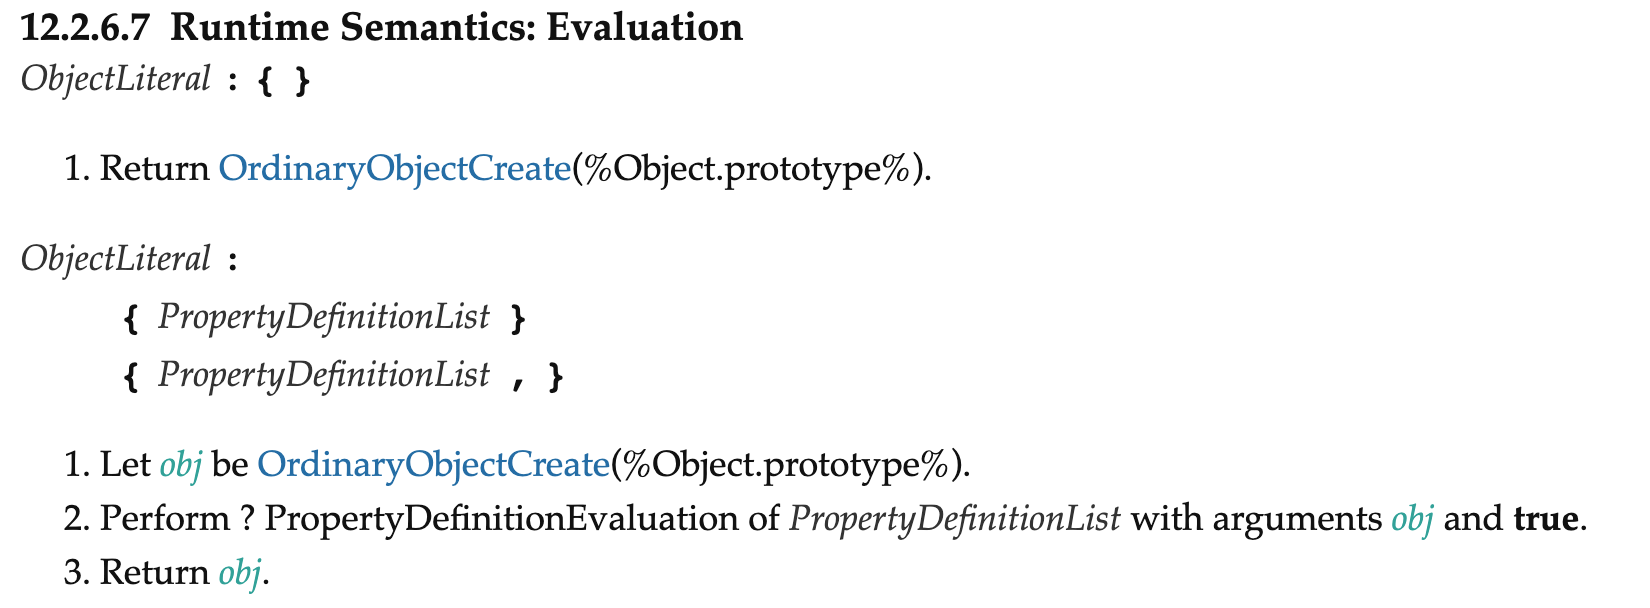 12.2.6.7 Runtime Semantics: Evaluation
ObjectLiteral : { }
1. Return OrdinaryObjectCreate(%Object.prototype%).
ObjectLiteral :
{ PropertyDefinitionList }
{ PropertyDefinitionList , }
1. Let obj be OrdinaryObjectCreate(%Object.prototype%).
2. Perform ? PropertyDefinitionEvaluation of PropertyDefinitionList with arguments obj and true.
3. Return obj.